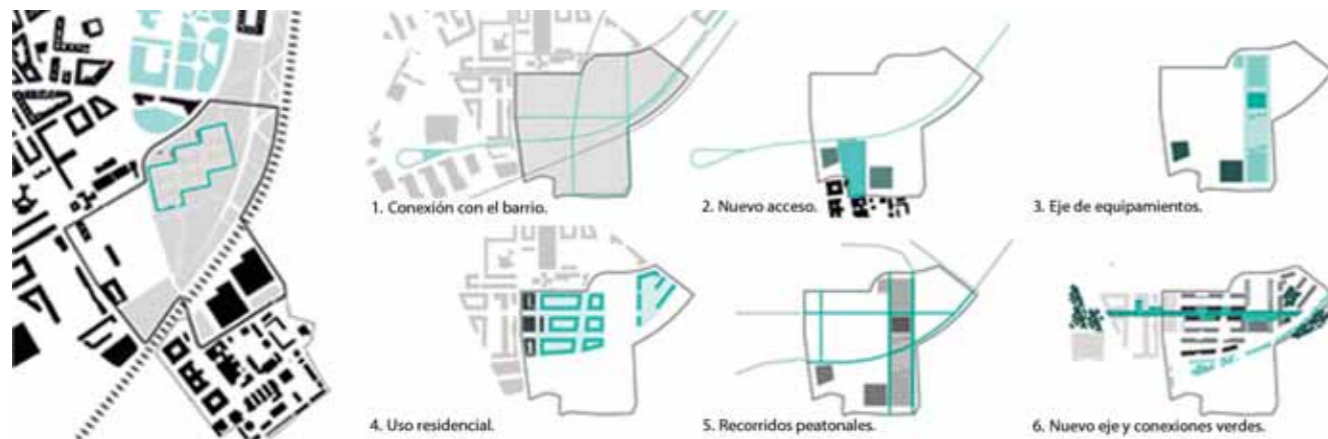 1. Conexión con el barrio.
2. Nuevo acceso.
3. Eje de equipamientos.
4. Uso residencial.
5. Recorridos peatonales.
6. Nuevo eje y conexiones verdes.